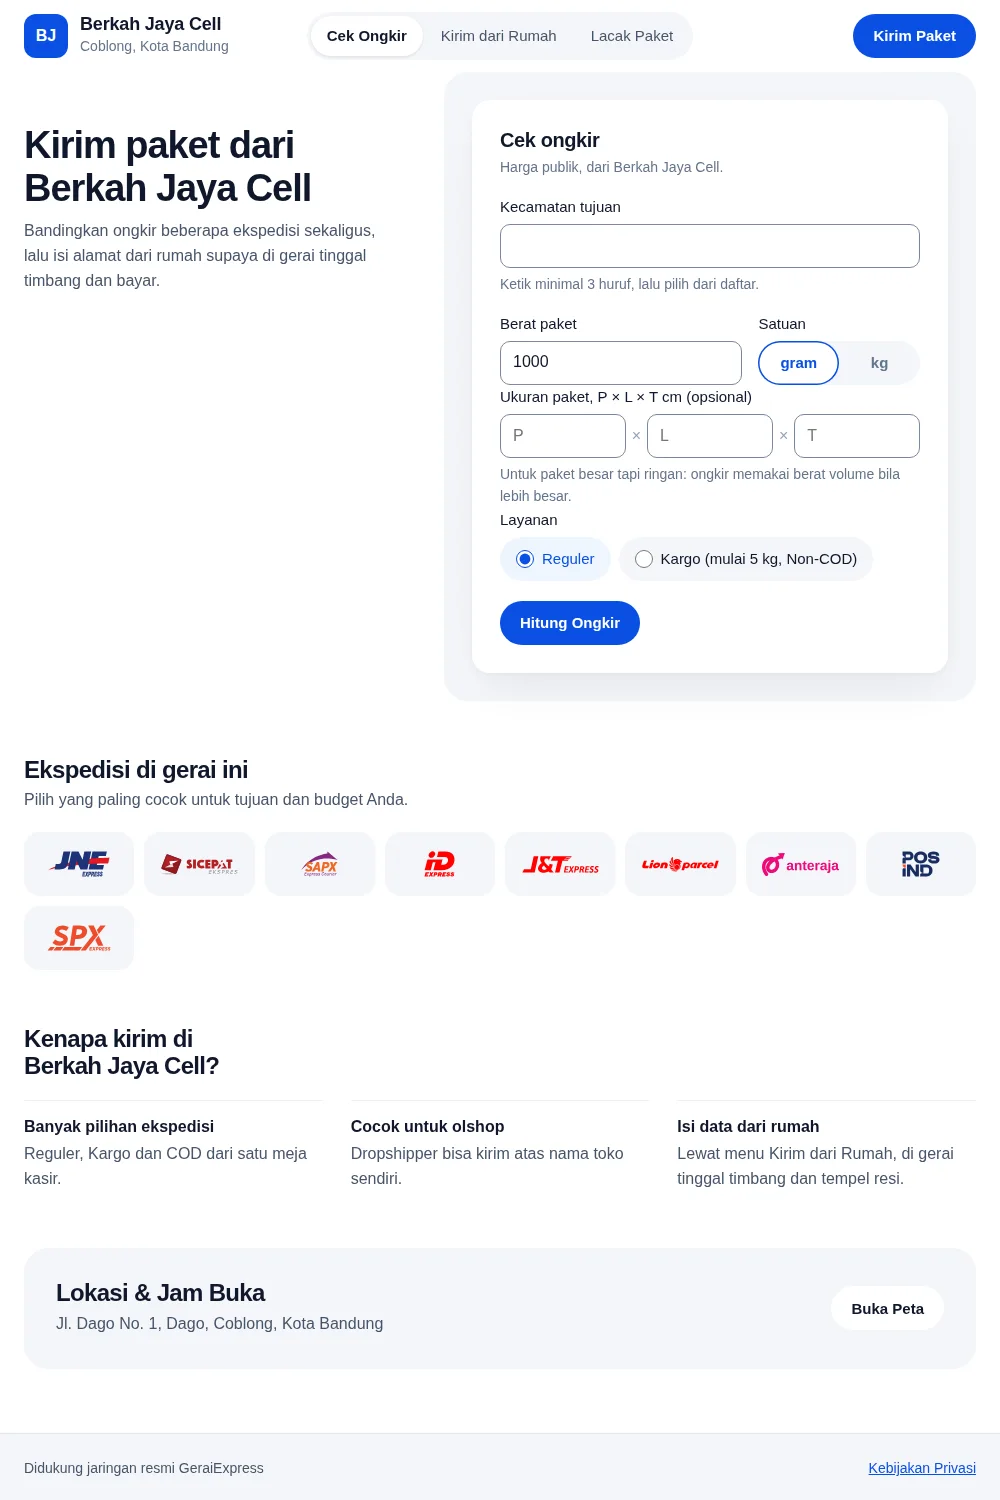 BJ
Berkah Jaya Cell
Coblong, Kota Bandung
Cek Ongkir
Kirim dari Rumah
Lacak Paket
Kirim Paket
Kirim paket dari
Berkah Jaya Cell
Bandingkan ongkir beberapa ekspedisi sekaligus,
lalu isi alamat dari rumah supaya di gerai tinggal
timbang dan bayar.
Cek ongkir
Harga publik, dari Berkah Jaya Cell.
Kecamatan tujuan
Ketik minimal 3 huruf, lalu pilih dari daftar.
Berat paket
Satuan
1000
gram
kg
Ukuran paket, P × L × T cm (opsional)
P × L × T
Untuk paket besar tapi ringan: ongkir memakai berat volume bila
lebih besar.
Layanan
Reguler
Kargo (mulai 5 kg, Non-COD)
Hitung Ongkir
Ekspedisi di gerai ini
Pilih yang paling cocok untuk tujuan dan budget Anda.
JNE
EXPRESS
SICEPAT
EKSPRES
SAPX
Express Courier
iD
EXPRESS
J&T EXPRESS
Lion parcel
anteraja
POS
IND
SPX
EXPRESS
Kenapa kirim di
Berkah Jaya Cell?
Banyak pilihan ekspedisi
Reguler, Kargo dan COD dari satu meja
kasir.
Cocok untuk olshop
Dropshipper bisa kirim atas nama toko
sendiri.
Isi data dari rumah
Lewat menu Kirim dari Rumah, di gerai
tinggal timbang dan tempel resi.
Lokasi & Jam Buka
Jl. Dago No. 1, Dago, Coblong, Kota Bandung
Buka Peta
Didukung jaringan resmi GeraiExpress
Kebijakan Privasi